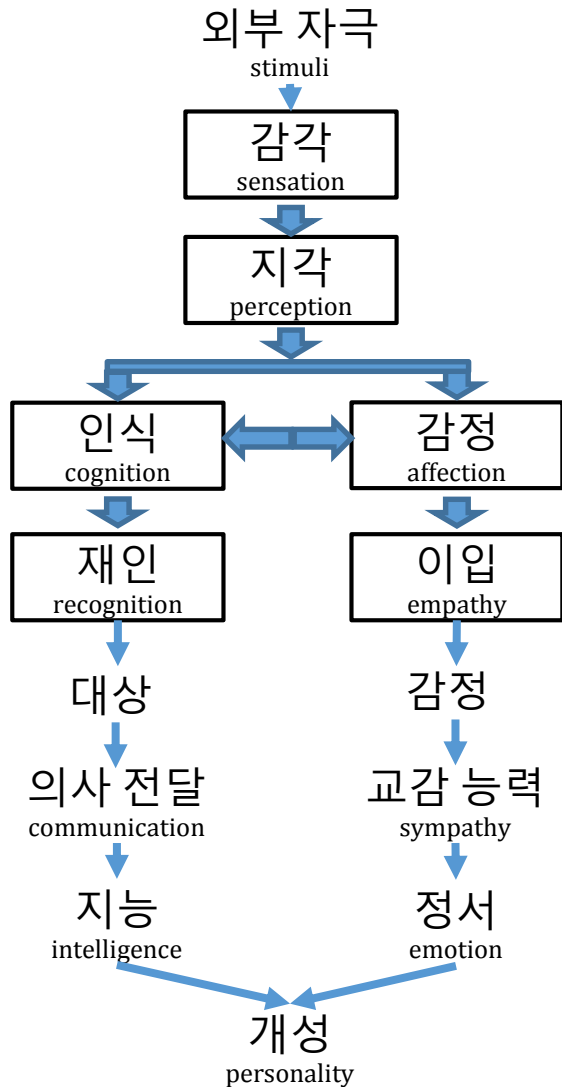 외부 자극
stimuli
감각
sensation
지각
perception
인식
cognition
감정
affection
재인
recognition
이입
empathy
대상
감정
의사 전달
communication
교감 능력
sympathy
지능
intelligence
정서
emotion
개성
personality